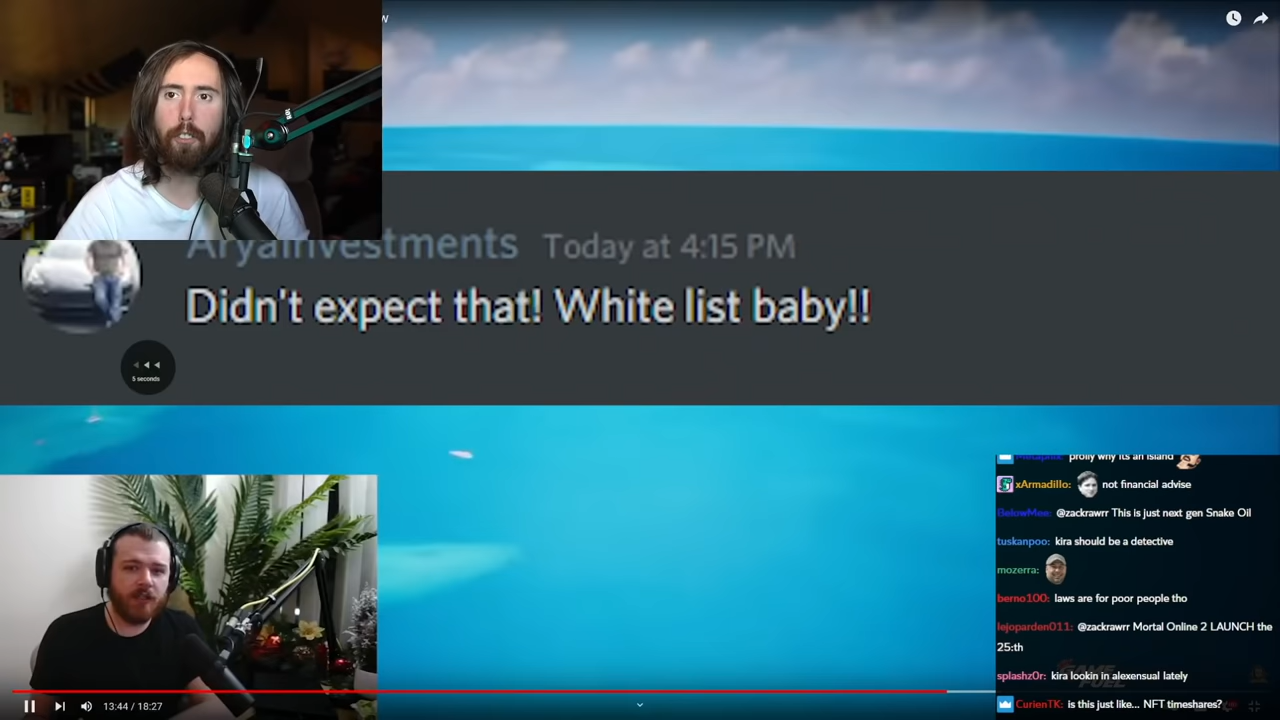 AryaInvestments Today at 4:15 PM
Didn't expect that! White list baby!!
5 seconds
prolly why its an island
xArmadillo: not financial advise
BelowMee: @zackrawrr This is just next gen Snake Oil
tuskanpoo: kira should be a detective
mozerra:
berno100: laws are for poor people tho
lejoparden011: @zackrawrr Mortal Online 2 LAUNCH the
25:th
splashz0r: kira lookin in alexensual lately
CurienTK: is this just like... NFT timeshares?
GAME
FUEL
13:44 / 18:27